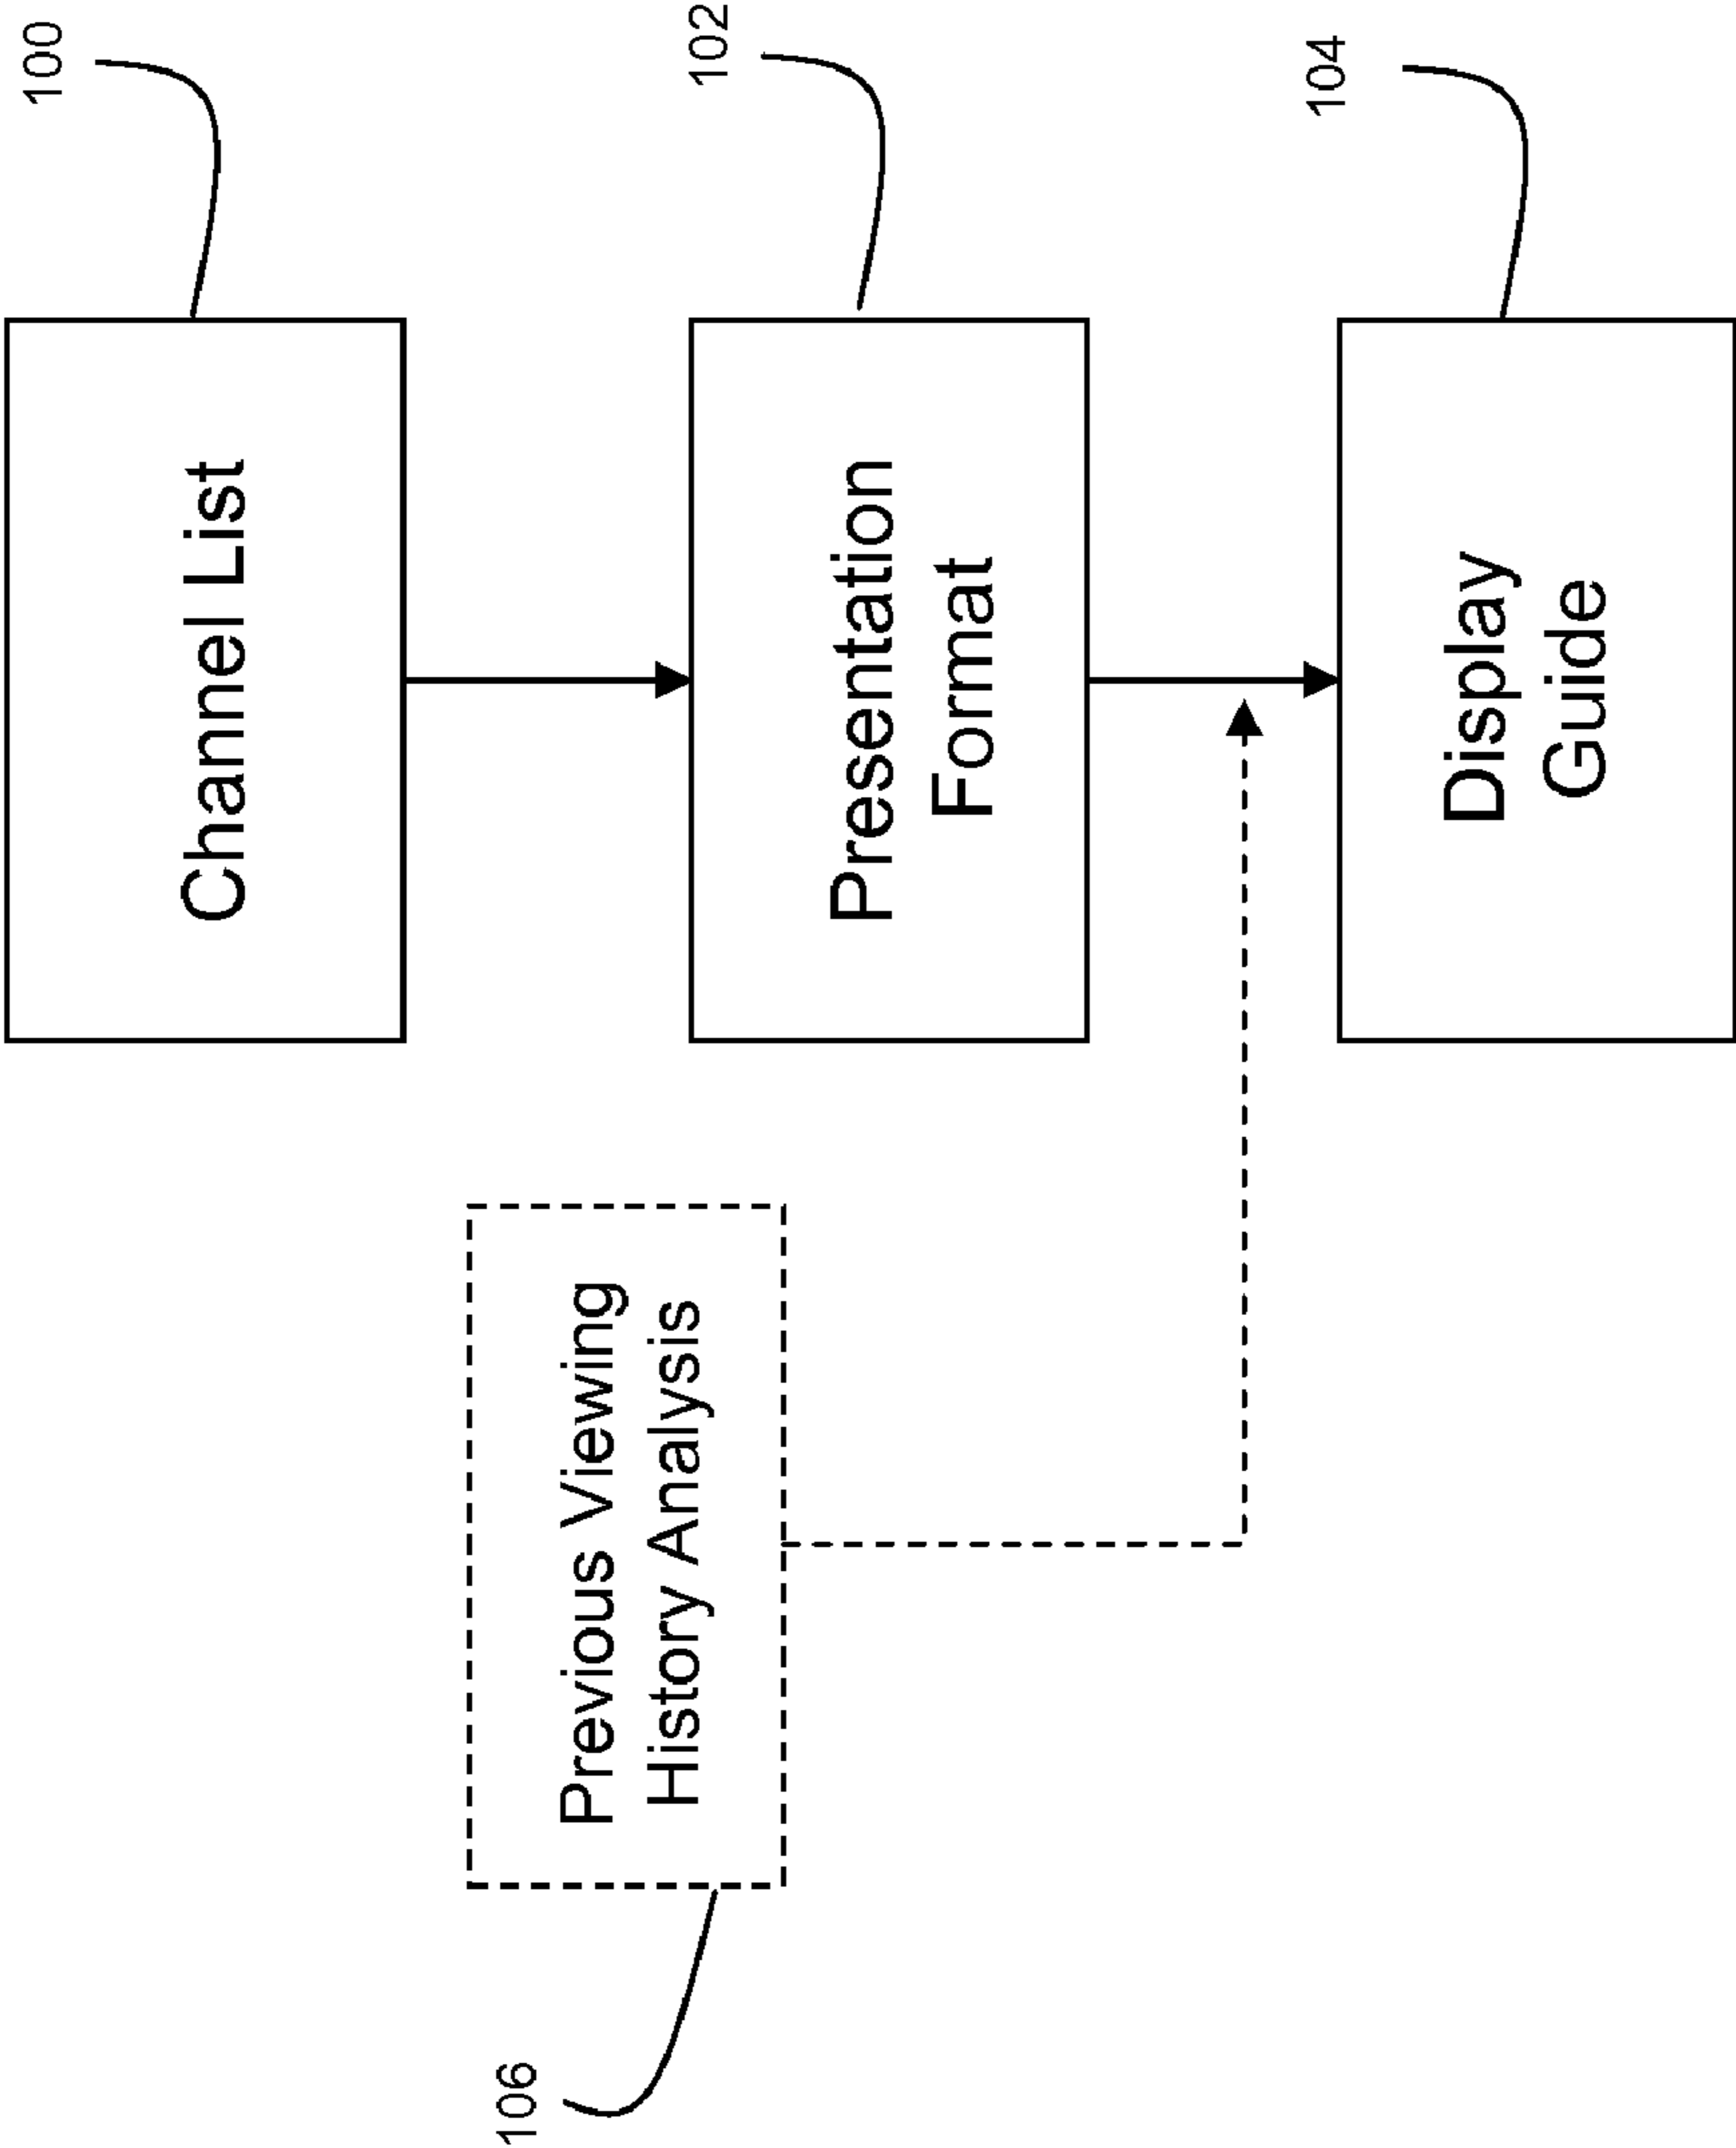 100
Channel List
102
Presentation
Format
104
Display
Guide
106
Previous Viewing
History Analysis